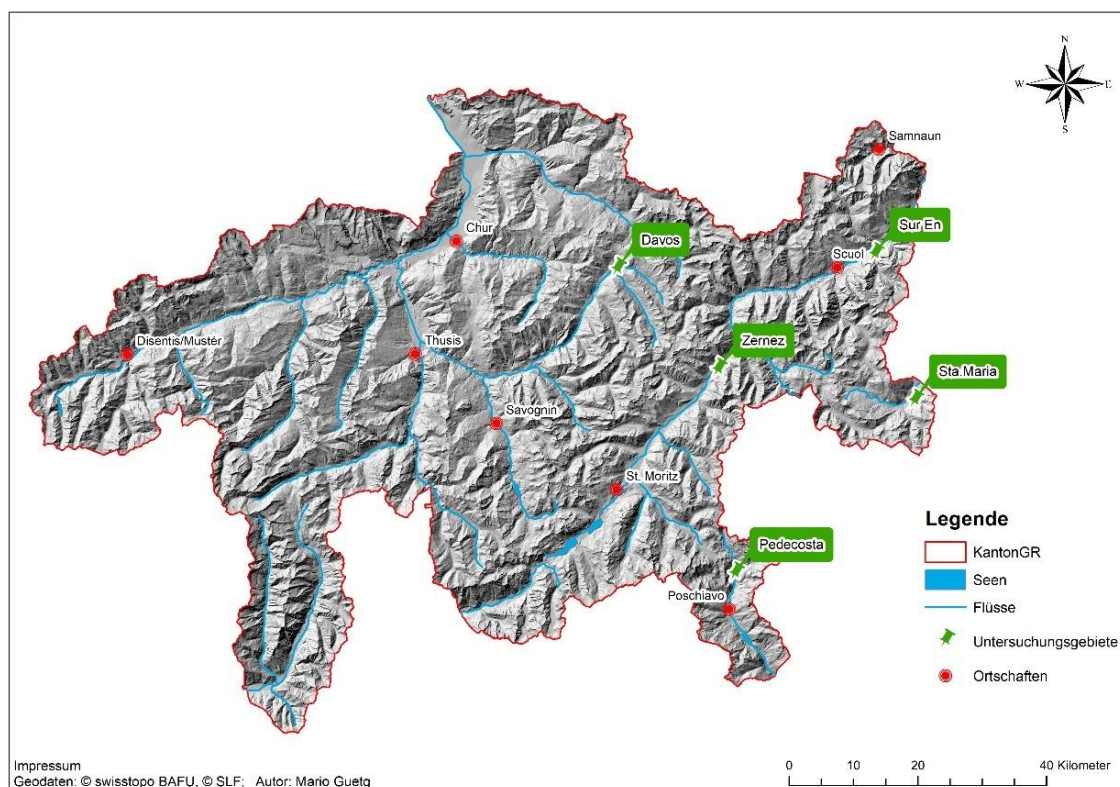 N
W
E
S
Samnaun
Sur En
Chur
Davos
Scuol
Disentis/Mustér
Thusis
Zernez
Sta.Maria
Savognin
St. Moritz
Pedecosta
Poschiavo
Legende
KantonGR
Seen
Flüsse
Untersuchungsgebiete
Ortschaften
Impressum
Geodaten: © swisstopo BAFU, © SLF; Autor: Mario Guetg
0 10 20 40 Kilometer